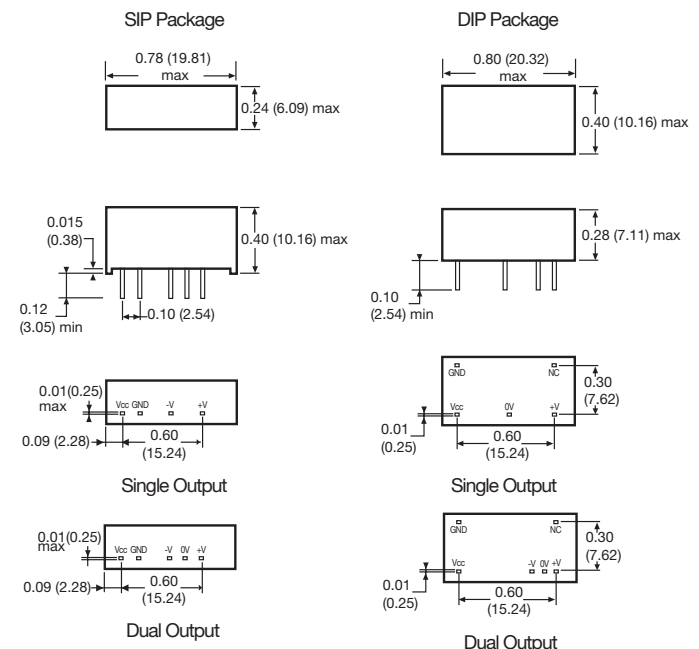 SIP Package
0.78 (19.81)
max
0.24 (6.09) max
0.015
(0.38)
0.40 (10.16) max
0.12
(3.05) min
0.10 (2.54)
0.01(0.25)
max
Vcc GND -V +V
0.09 (2.28)
0.60
(15.24)
Single Output
0.01(0.25)
max
Vcc GND -V 0V +V
0.09 (2.28)
0.60
(15.24)
Dual Output
DIP Package
0.80 (20.32)
max
0.40 (10.16) max
0.28 (7.11) max
0.10
(2.54) min
GND NC
0.30
(7.62)
Vcc 0V +V
0.01
(0.25)
0.60
(15.24)
Single Output
GND NC
0.30
(7.62)
Vcc -V 0V +V
0.01
(0.25)
0.60
(15.24)
Dual Output